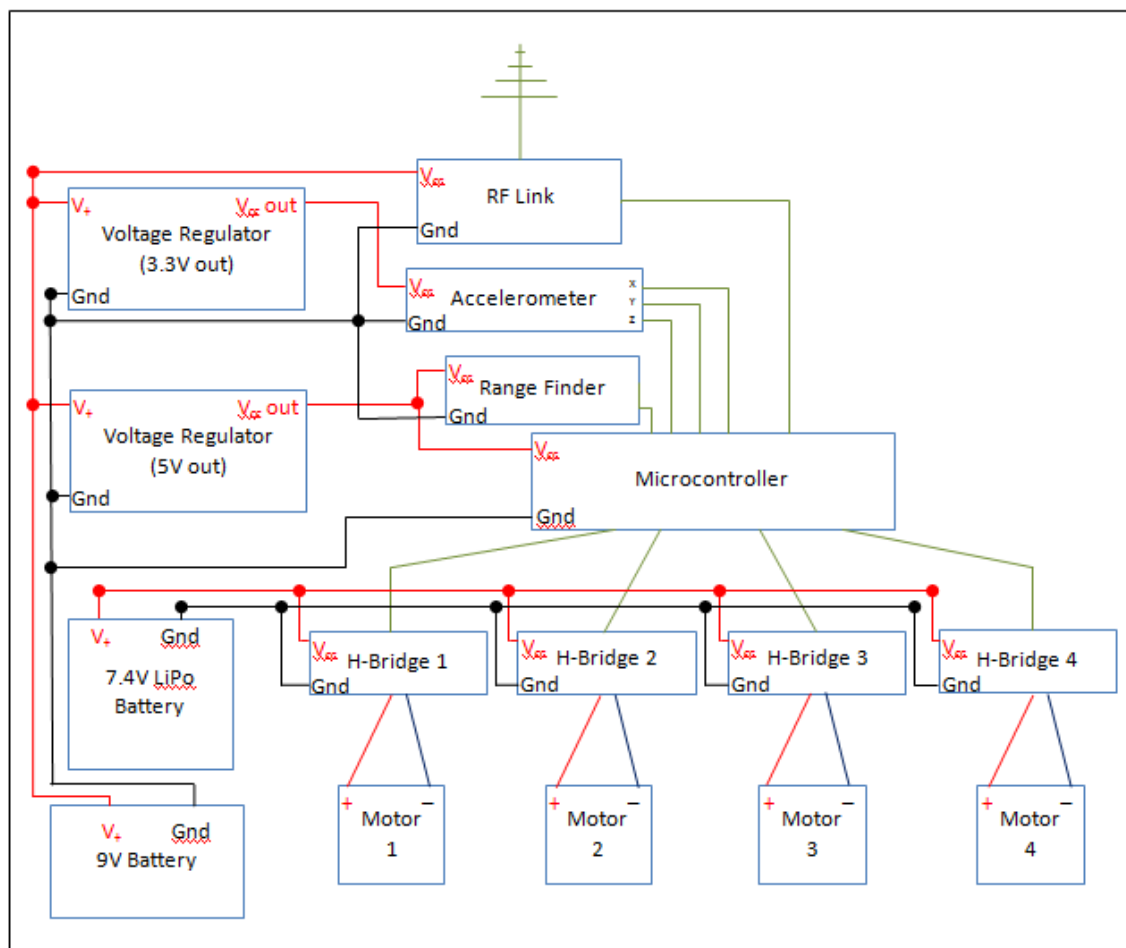 V cc
RF Link
Gnd
V+
Vcc out
Voltage Regulator
(3.3V out)
Gnd
Vcc
Accelerometer
Gnd
X
Y
Z
Vcc
Range Finder
Gnd
V+
Vcc out
Voltage Regulator
(5V out)
Gnd
Vcc
Microcontroller
Gnd
V+
Gnd
7.4V LiPo
Battery
Vcc
H-Bridge 1
Gnd
Vcc
H-Bridge 2
Gnd
Vcc
H-Bridge 3
Gnd
Vcc
H-Bridge 4
Gnd
+ −
Motor
1
+ −
Motor
2
+ −
Motor
3
+ −
Motor
4
V+
Gnd
9V Battery